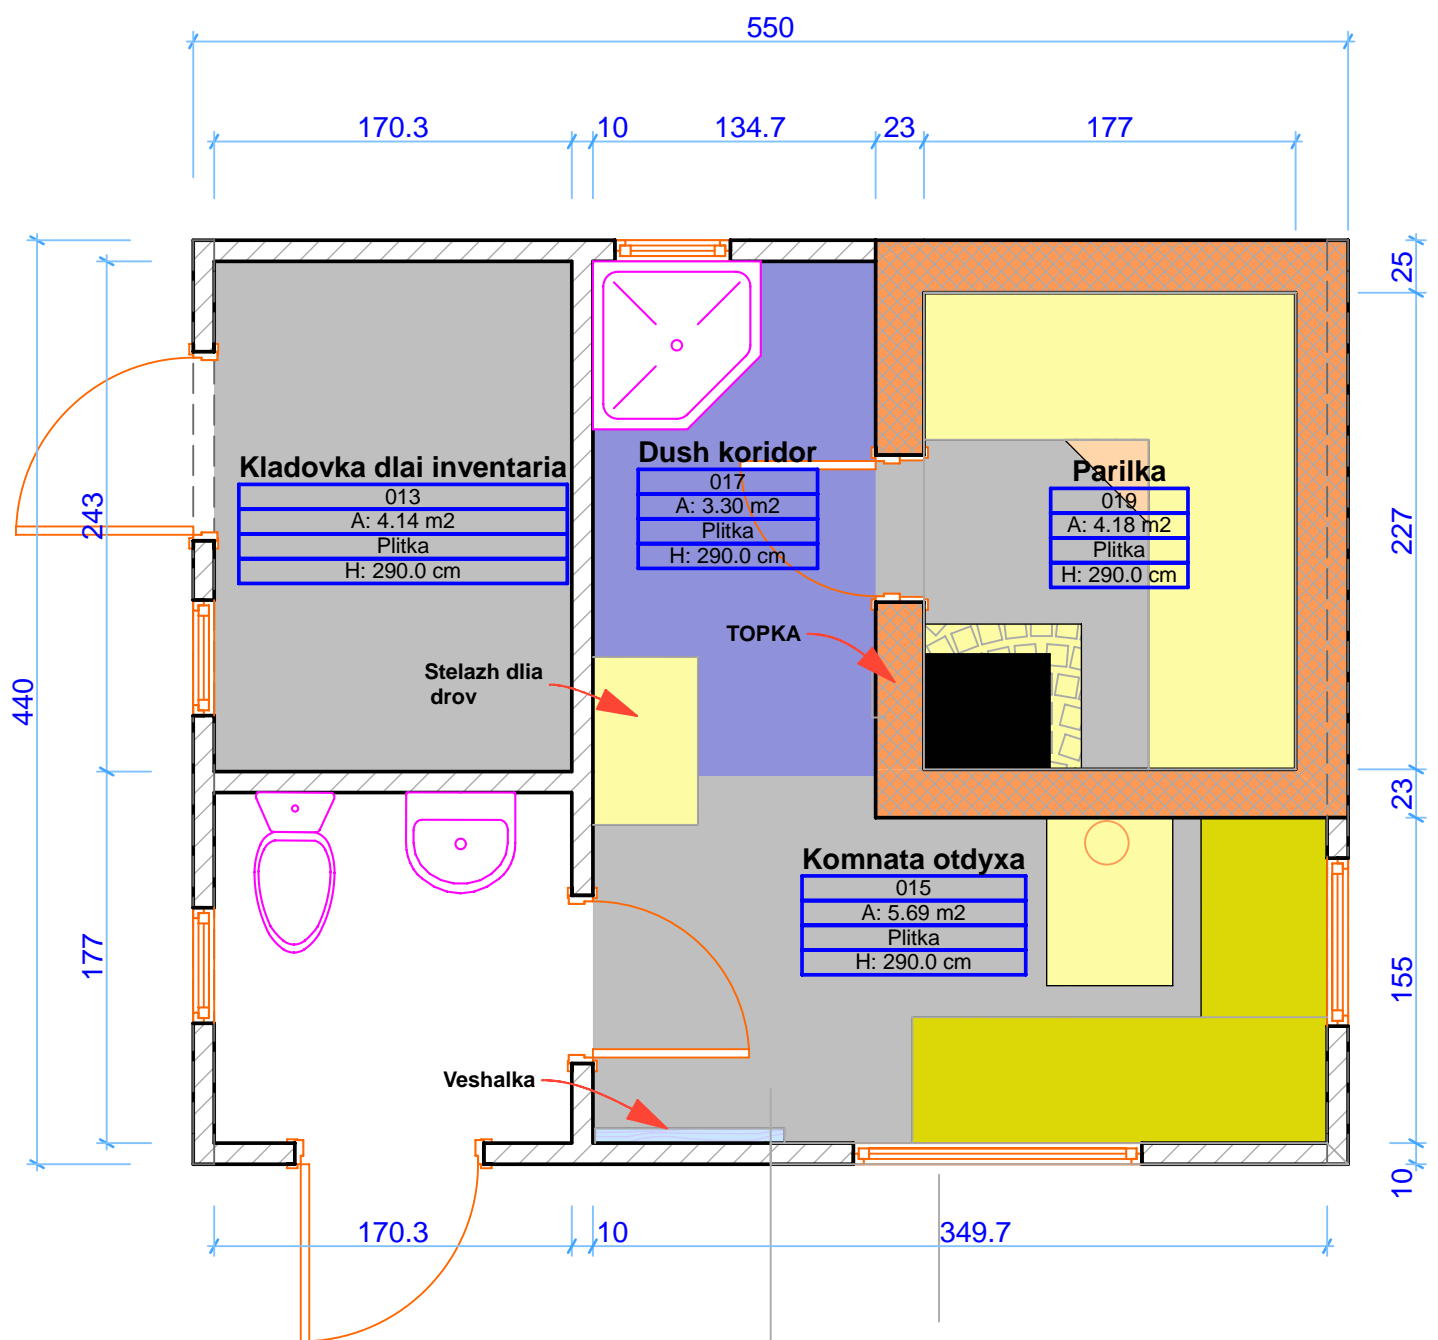 550
170.3
10
134.7
23
177
25
Kladovka dlai inventaria
013
A: 4.14 m2
Plitka
H: 290.0 cm
Dush koridor
017
A: 3.30 m2
Plitka
H: 290.0 cm
Parilka
019
A: 4.18 m2
Plitka
H: 290.0 cm
243
227
TOPKA
Stelazh dlia
drov
440
23
Komnata otdyxa
015
A: 5.69 m2
Plitka
H: 290.0 cm
177
155
Veshalka
10
170.3
10
349.7